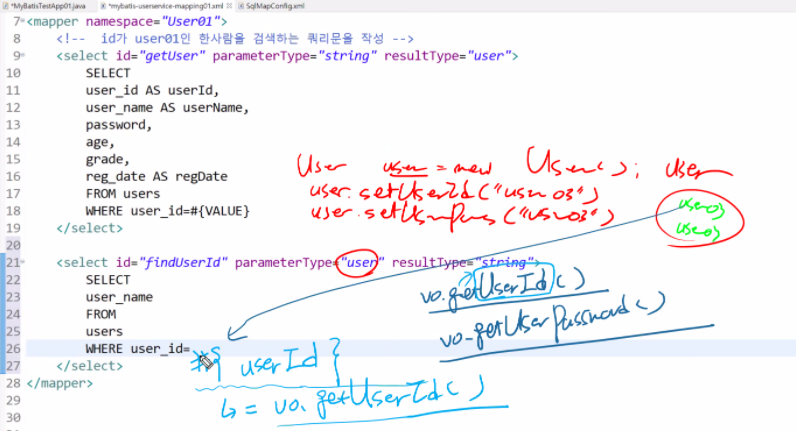 *MyBatisTestApp01.java *mybatis-userservice-mapping01.xml SqlMapConfig.xml
7 <mapper namespace="User01">
8 <!-- id가 user01인 한사람을 검색하는 쿼리문을 작성 -->
9 <select id="getUser" parameterType="string" resultType="user">
10 SELECT
11 user_id AS userId,
12 user_name AS userName,
13 password,
14 age,
15 grade,
16 reg_date AS regDate
17 FROM users
18 WHERE user_id=#{VALUE}
19 </select>
20
21 <select id="findUserId" parameterType="user" resultType="string">
22 SELECT
23 user_name
24 FROM
25 users
26 WHERE user_id=
27 </select>
28 </mapper>
29
30
31
User user = new User(); user
user.setUserId("user03")
user.setUserPass("user03")
user03
user03
vo.getUserId()
vo.getUserPassword()
#{userId}
↳ = vo.getUserId()